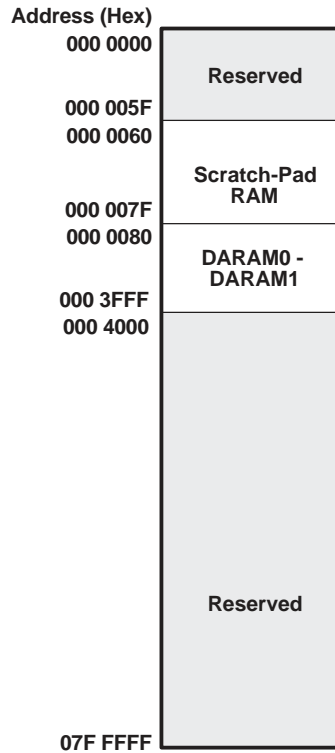 Address (Hex)
000 0000
Reserved
000 005F
000 0060
Scratch-Pad
RAM
000 007F
000 0080
DARAM0 -
DARAM1
000 3FFF
000 4000
Reserved
07F FFFF